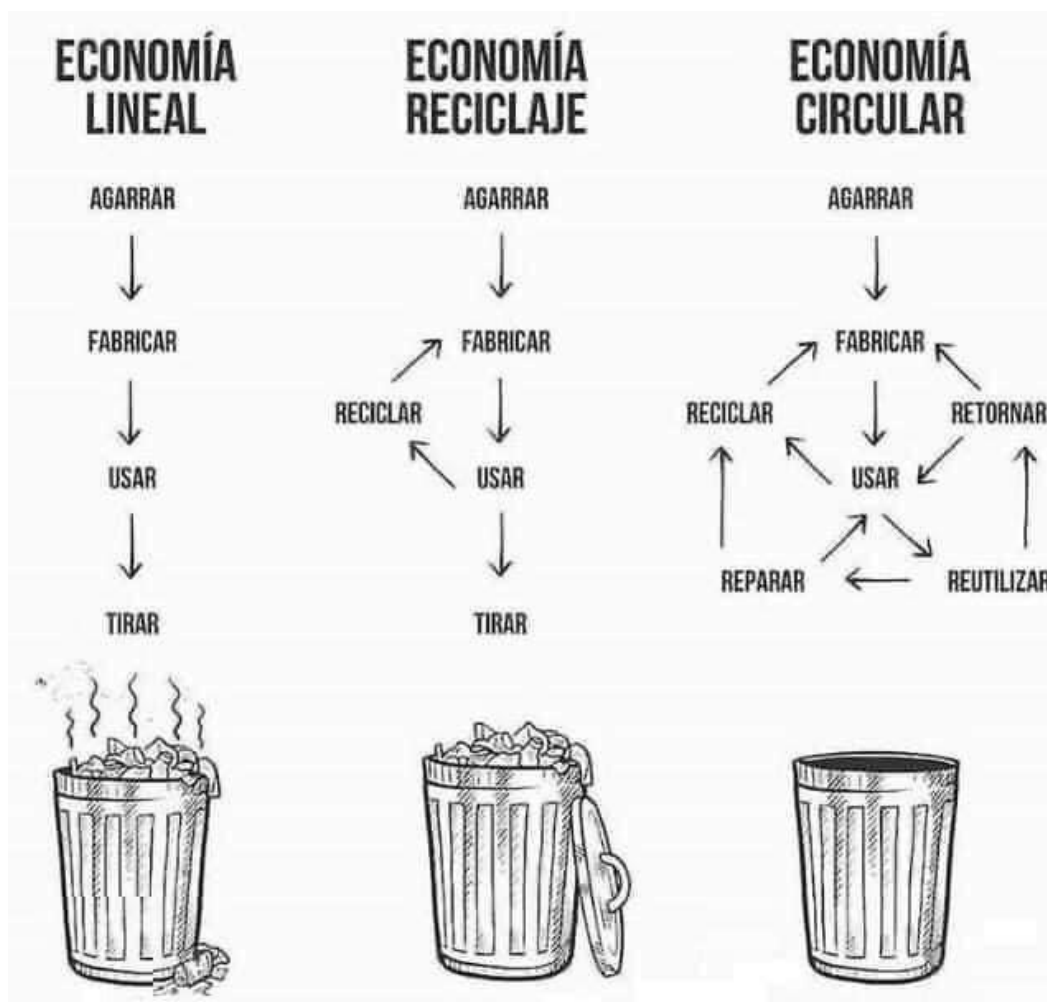 ECONOMÍA
LINEAL
AGARRAR
FABRICAR
USAR
TIRAR
ECONOMÍA
RECICLAJE
AGARRAR
FABRICAR
RECICLAR
USAR
TIRAR
ECONOMÍA
CIRCULAR
AGARRAR
FABRICAR
RECICLAR
RETORNAR
USAR
REPARAR
REUTILIZAR